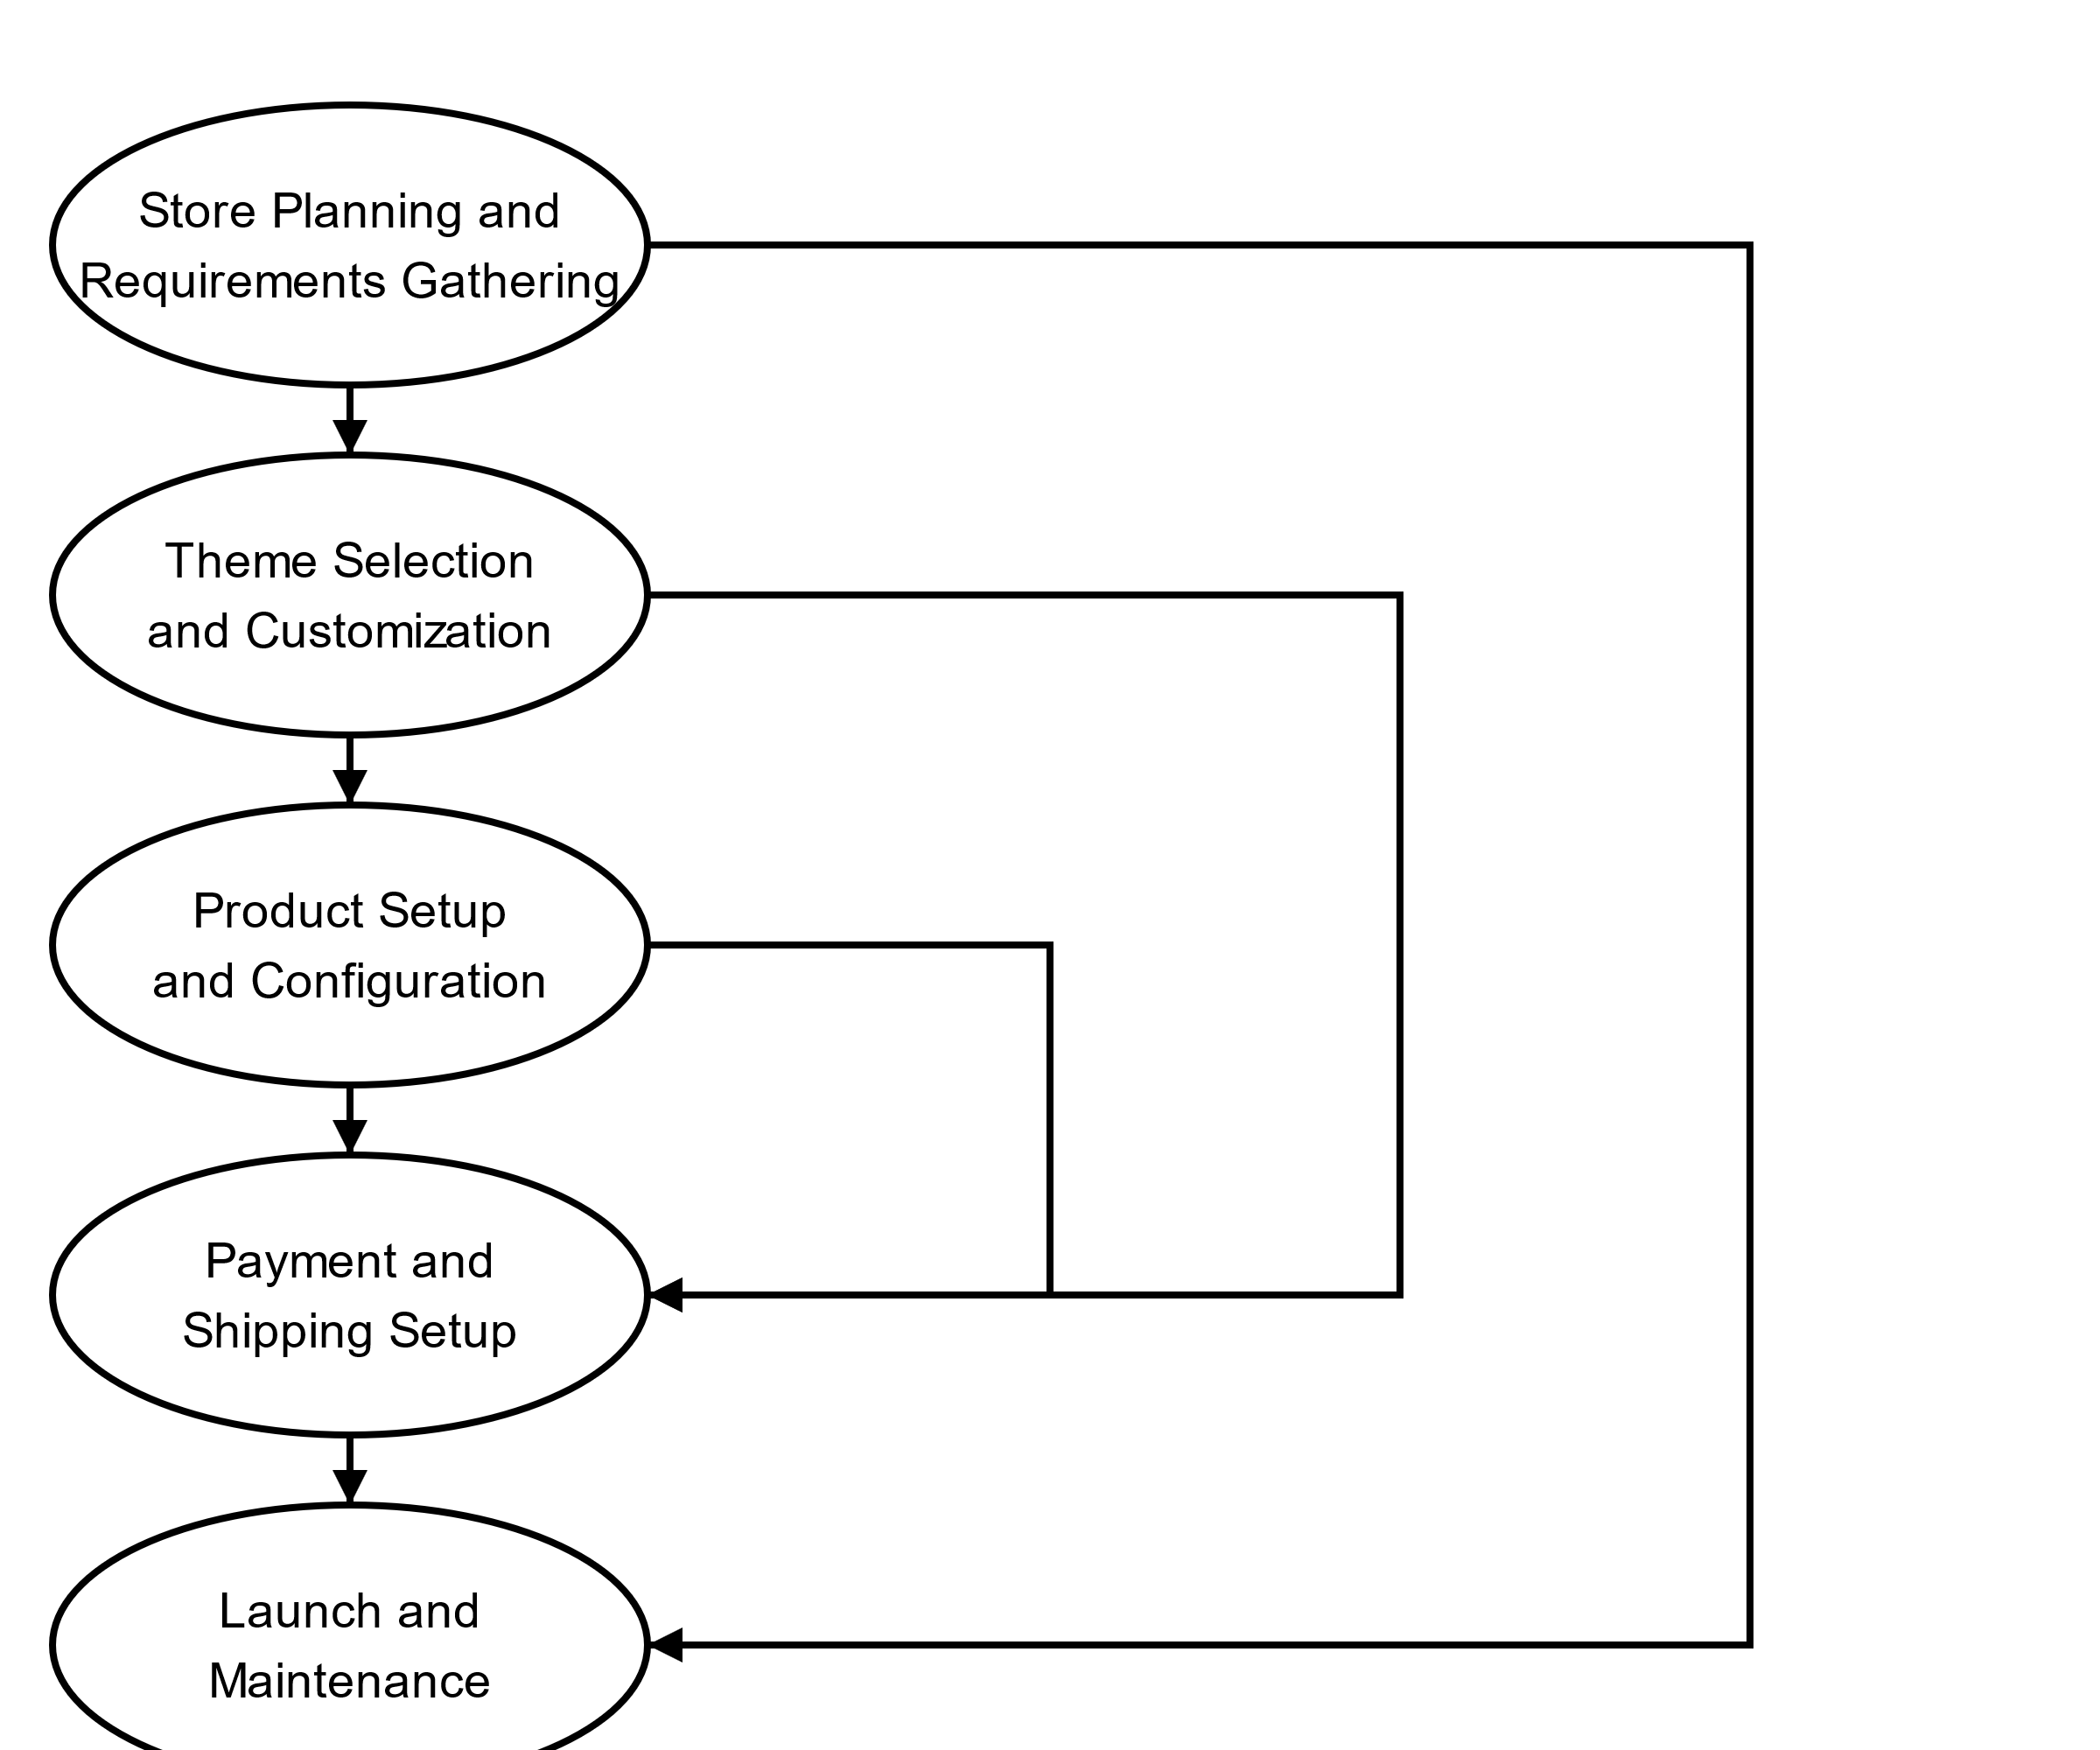 Store Planning and
Requirements Gathering
Theme Selection
and Customization
Product Setup
and Configuration
Payment and
Shipping Setup
Launch and
Maintenance